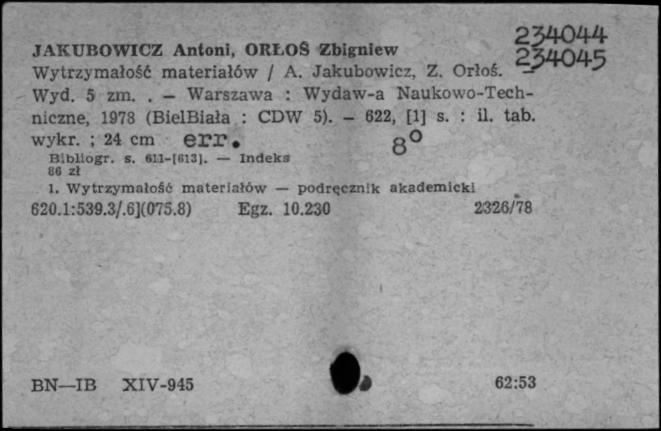 234044
JAKUBOWICZ Antoni, ORŁOŚ Zbigniew
234045
Wytrzymałość materiałów / A. Jakubowicz, Z. Orłoś. —
Wyd. 5 zm. . — Warszawa : Wydaw-a Naukowo-Tech-
niczne, 1978 (BielBiała : CDW 5). — 622, [1] s. : il. tab.
wykr. ; 24 cm err. 8°
Bibliogr. s. 611-[613]. — Indeks
86 zł
1. Wytrzymałość materiałów — podręcznik akademicki
620.1:539.3/.6](075.8) Egz. 10.230 2326/78
BN—IB XIV-945 62:53